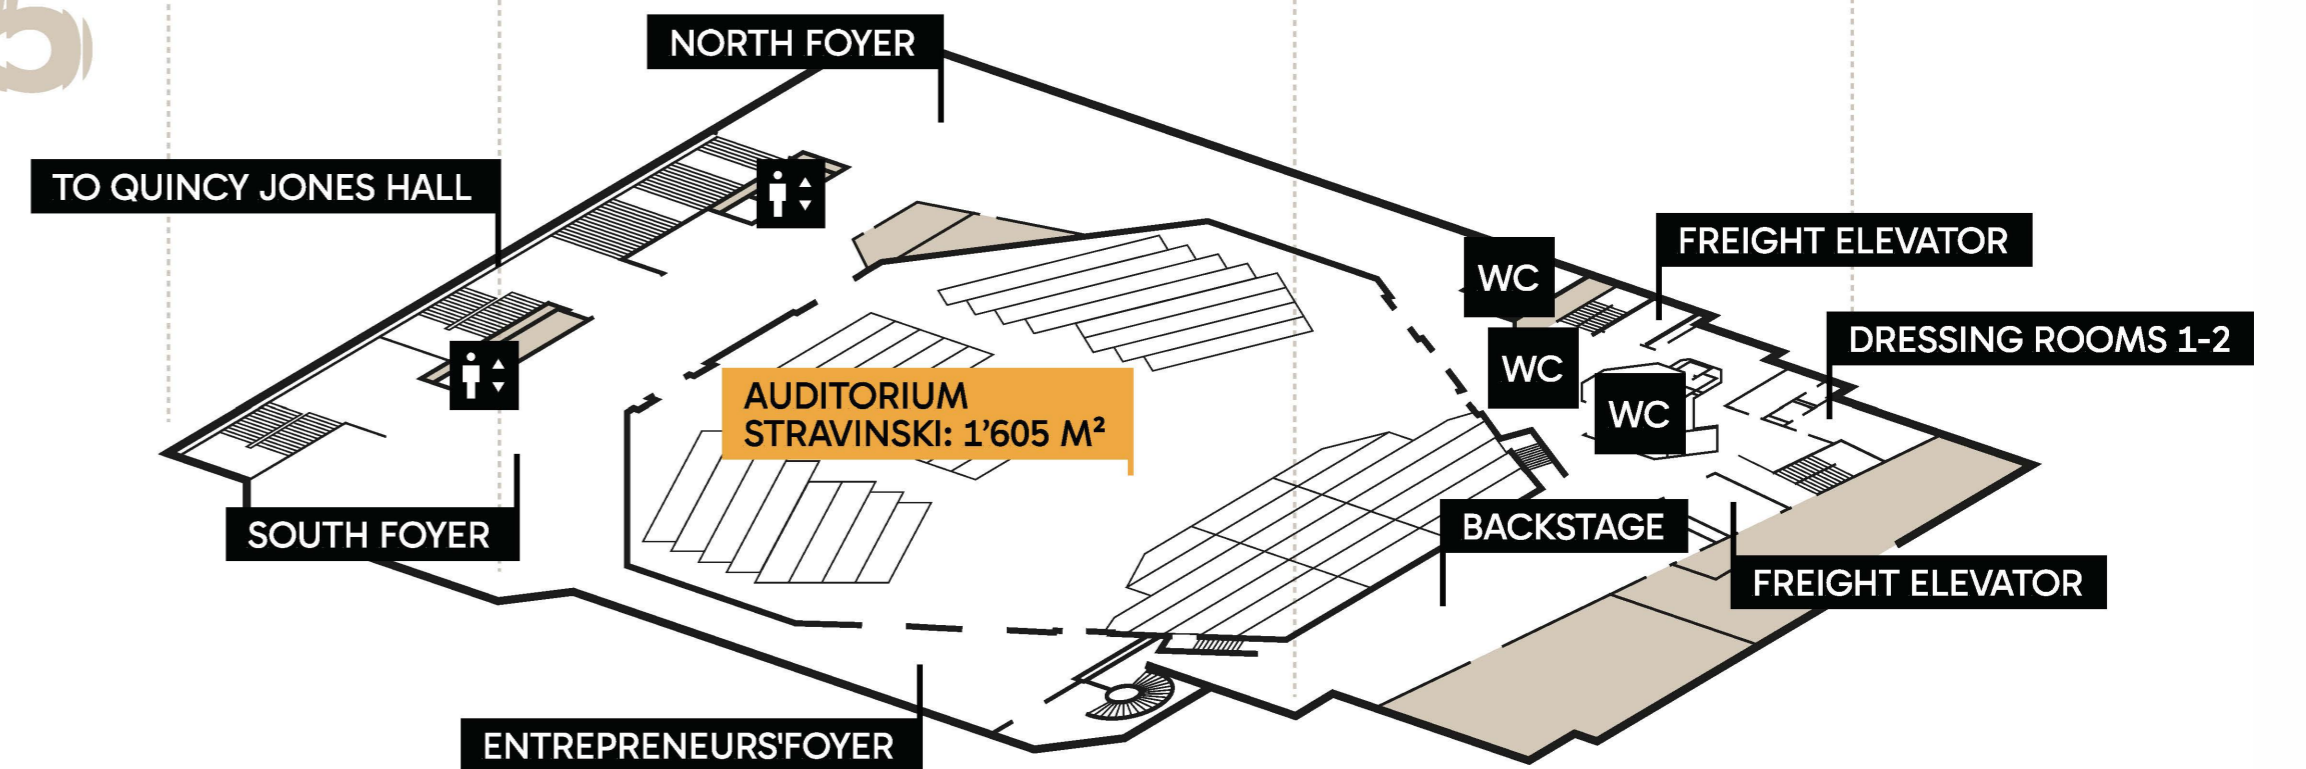 5
NORTH FOYER
TO QUINCY JONES HALL
FREIGHT ELEVATOR
WC
DRESSING ROOMS 1-2
WC
WC
AUDITORIUM
STRAVINSKI: 1'605 M²
SOUTH FOYER
BACKSTAGE
FREIGHT ELEVATOR
ENTREPRENEURS'FOYER